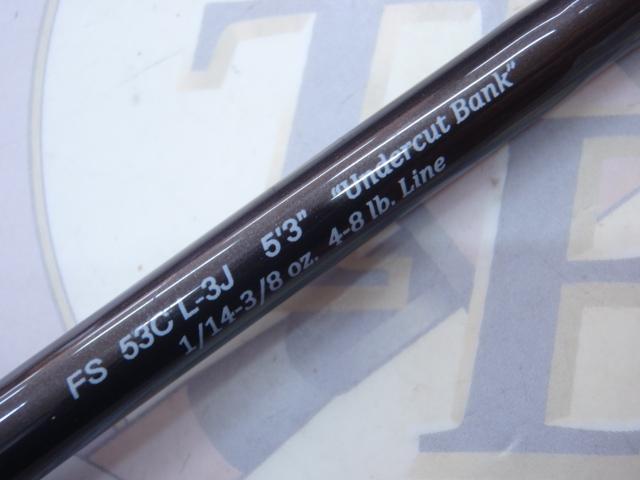 FS 53C L-3J 5'3" "Undercut Bank"
1/14-3/8 oz. 4-8 lb. Line